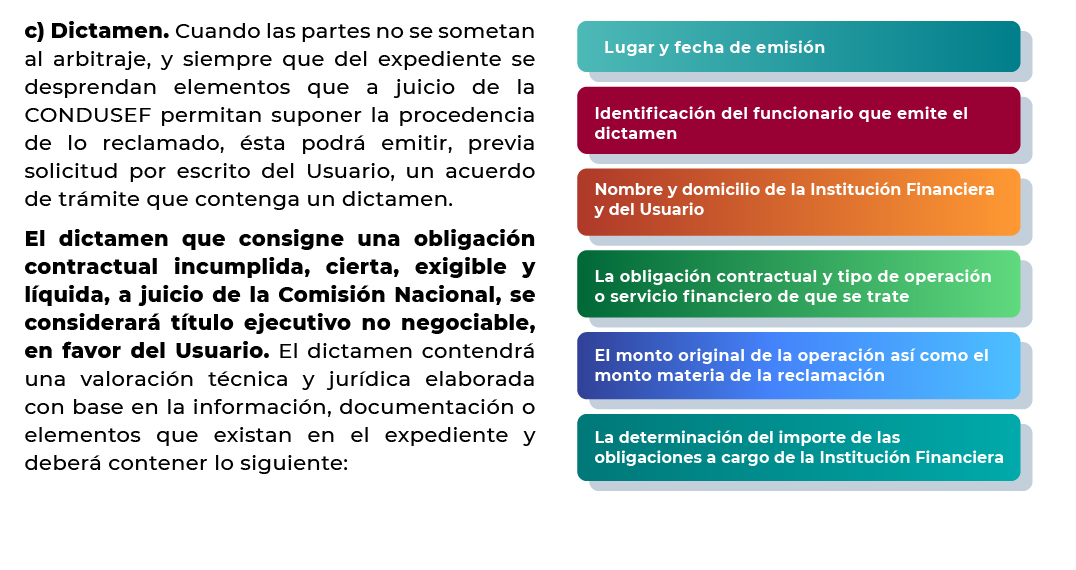 c) Dictamen. Cuando las partes no se sometan
al arbitraje, y siempre que del expediente se
desprendan elementos que a juicio de la
CONDUSEF permitan suponer la procedencia
de lo reclamado, ésta podrá emitir, previa
solicitud por escrito del Usuario, un acuerdo
de trámite que contenga un dictamen.
El dictamen que consigne una obligación
contractual incumplida, cierta, exigible y
líquida, a juicio de la Comisión Nacional, se
considerará título ejecutivo no negociable,
en favor del Usuario. El dictamen contendrá
una valoración técnica y jurídica elaborada
con base en la información, documentación o
elementos que existan en el expediente y
deberá contener lo siguiente:
Lugar y fecha de emisión
Identificación del funcionario que emite el
dictamen
Nombre y domicilio de la Institución Financiera
y del Usuario
La obligación contractual y tipo de operación
o servicio financiero de que se trate
El monto original de la operación así como el
monto materia de la reclamación
La determinación del importe de las
obligaciones a cargo de la Institución Financiera